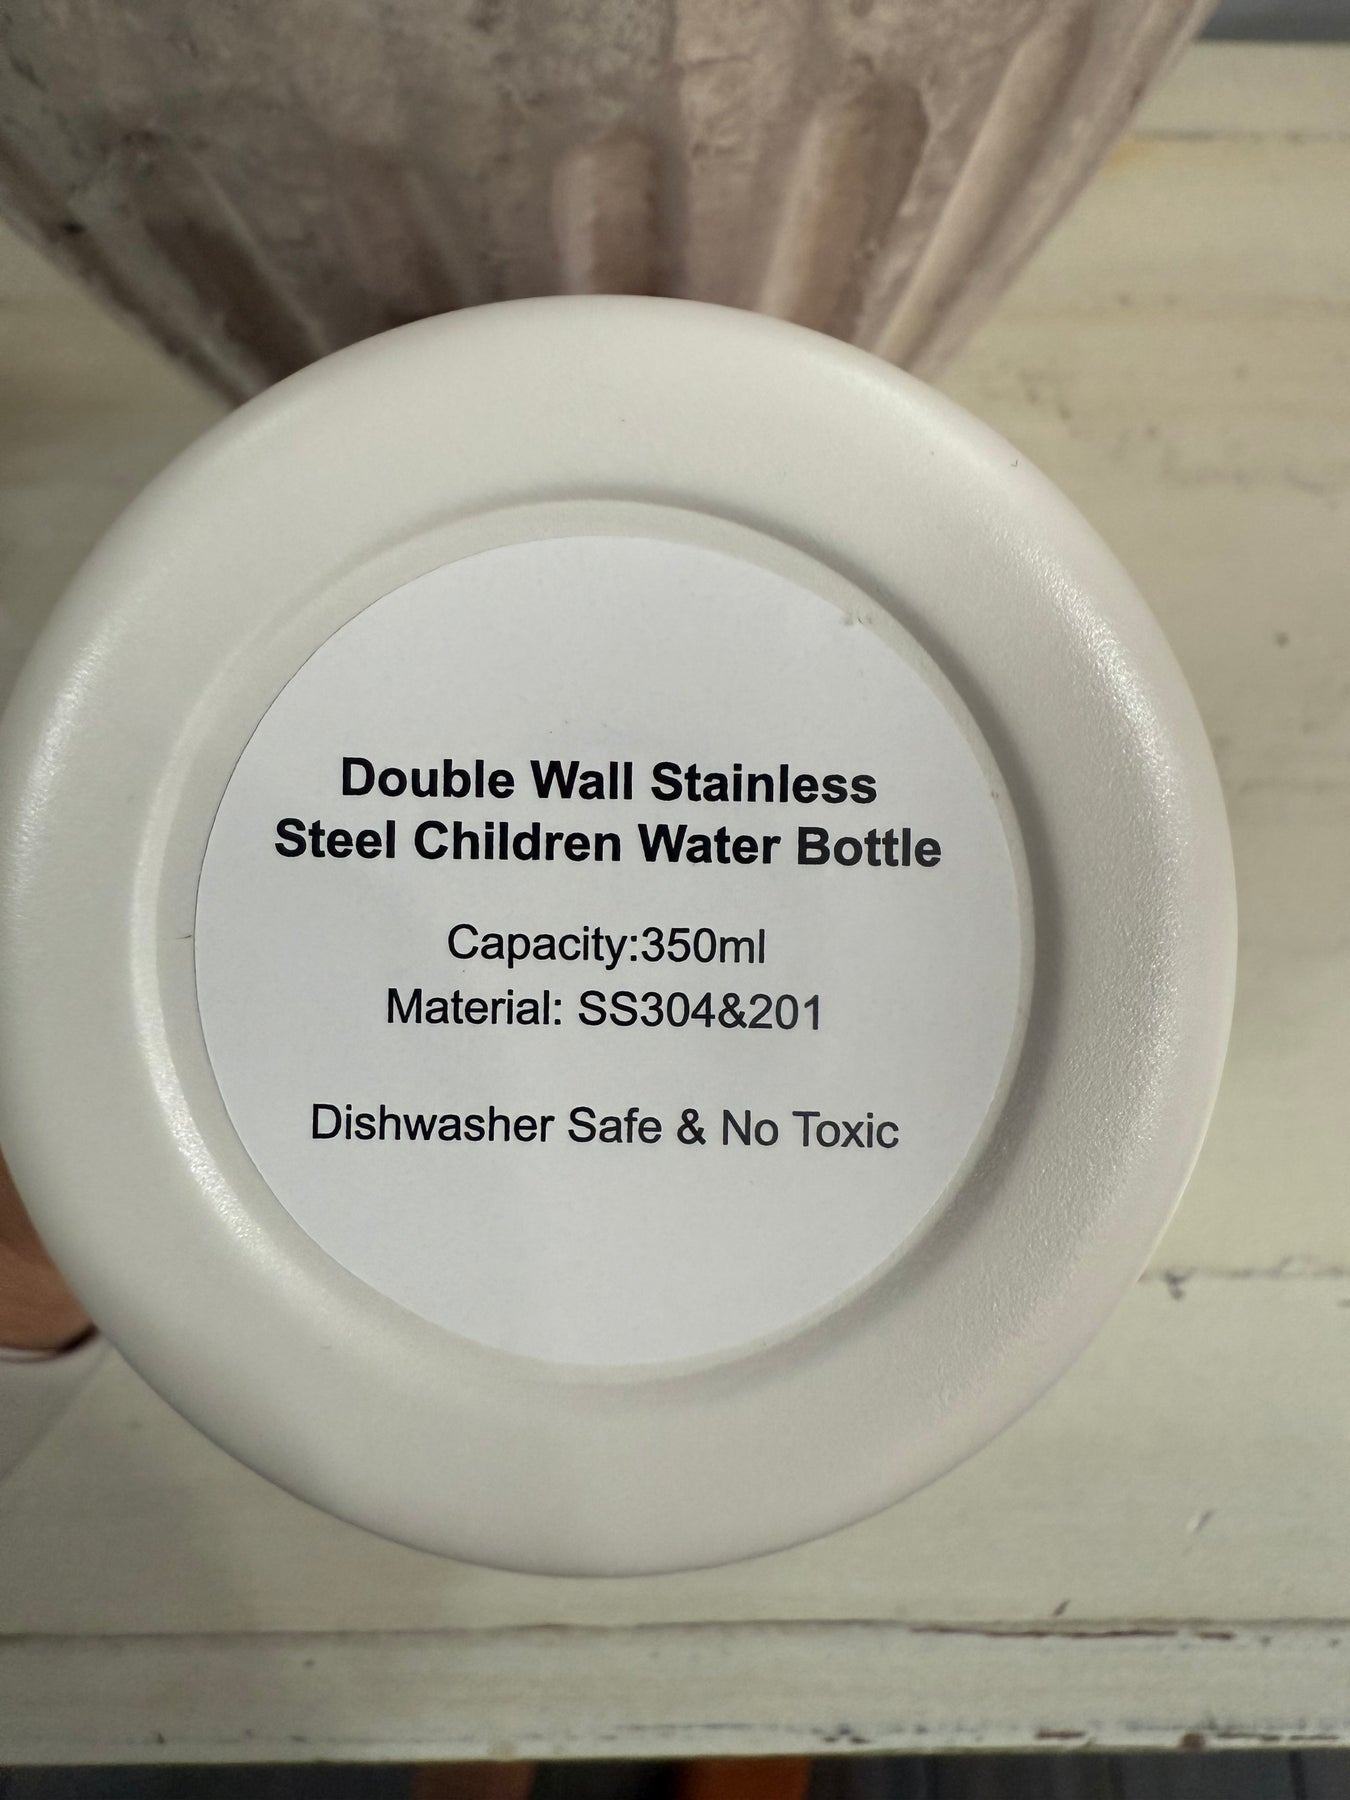 Double Wall Stainless
Steel Children Water Bottle
Capacity:350ml
Material: SS304&201
Dishwasher Safe & No Toxic